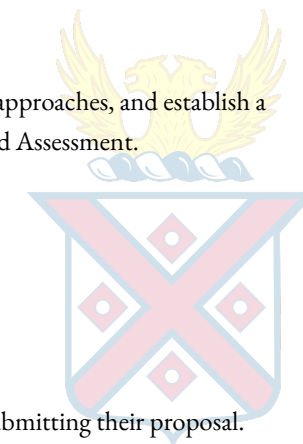 approaches, and establish a
d Assessment.
bmitting their proposal.